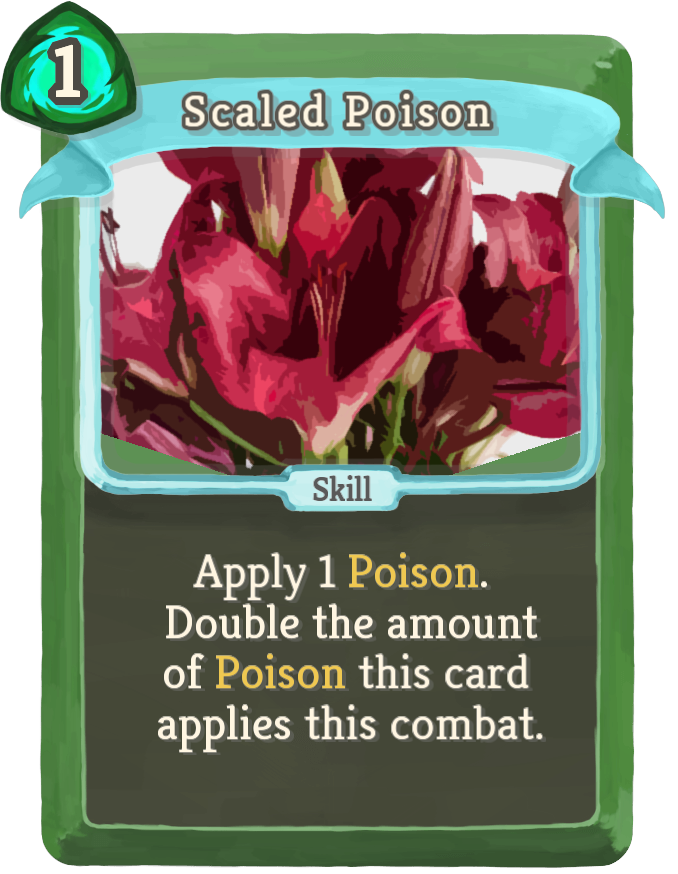 1
Scaled Poison
Skill
Apply 1 Poison.
Double the amount
of Poison this card
applies this combat.